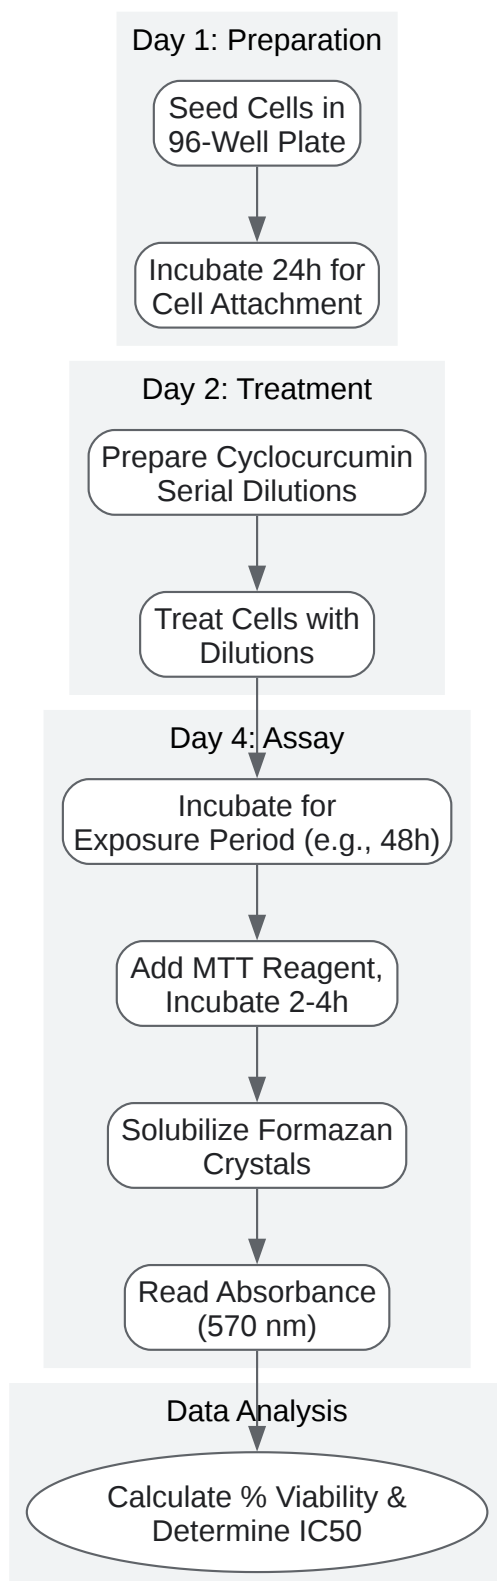 Day 1: Preparation
Seed Cells in
96-Well Plate
Incubate 24h for
Cell Attachment
Day 2: Treatment
Prepare Cyclocurcumin
Serial Dilutions
Treat Cells with
Dilutions
Day 4: Assay
Incubate for
Exposure Period (e.g., 48h)
Add MTT Reagent,
Incubate 2-4h
Solubilize Formazan
Crystals
Read Absorbance
(570 nm)
Data Analysis
Calculate % Viability &
Determine IC50